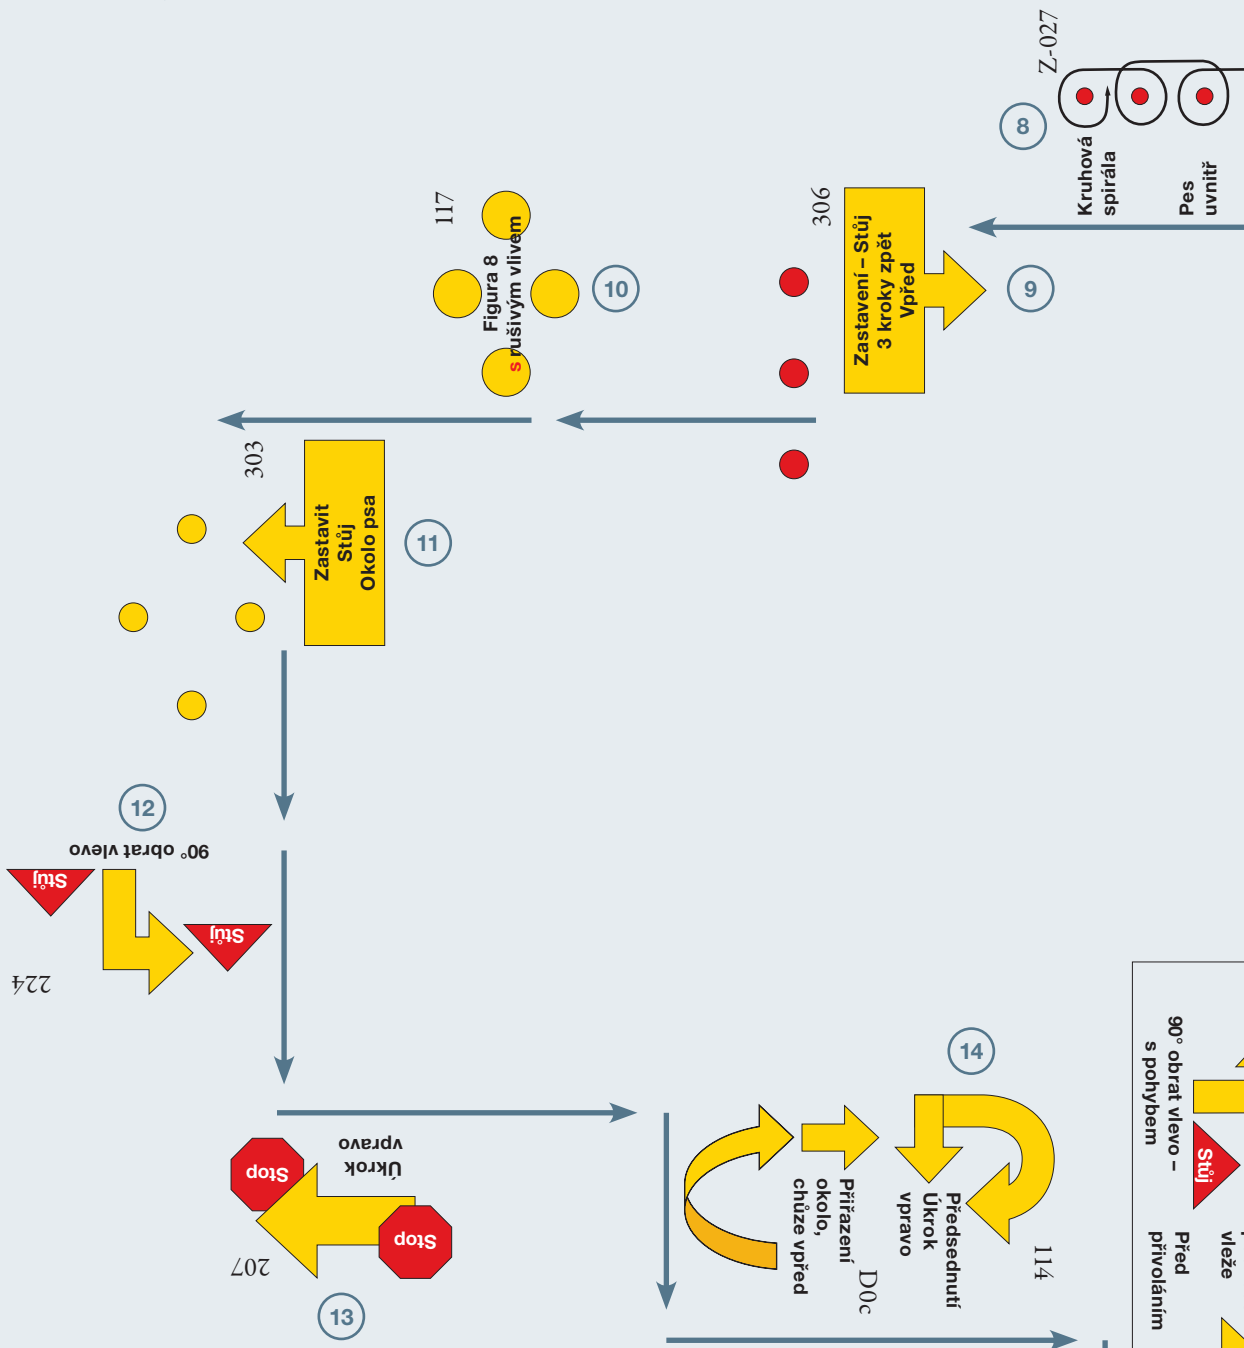 Z-027
8
Kruhová
spirála
Pes
uvnitř
306
Zastavení – Stůj
3 kroky zpět
Vpřed
9
117
Figura 8
s rušivým vlivem
10
303
Zastavit
Stůj
Okolo psa
11
12
90° obrat vlevo
Stůj
Stůj
224
Stop
Úkrok
vpravo
Stop
207
13
14
Předsednutí
Úkrok
vpravo
114
Přiřazení
okolo,
chůze vpřed
D0c
90° obrat vlevo –
s pohybem
Stůj
Před
přivoláním
vleže